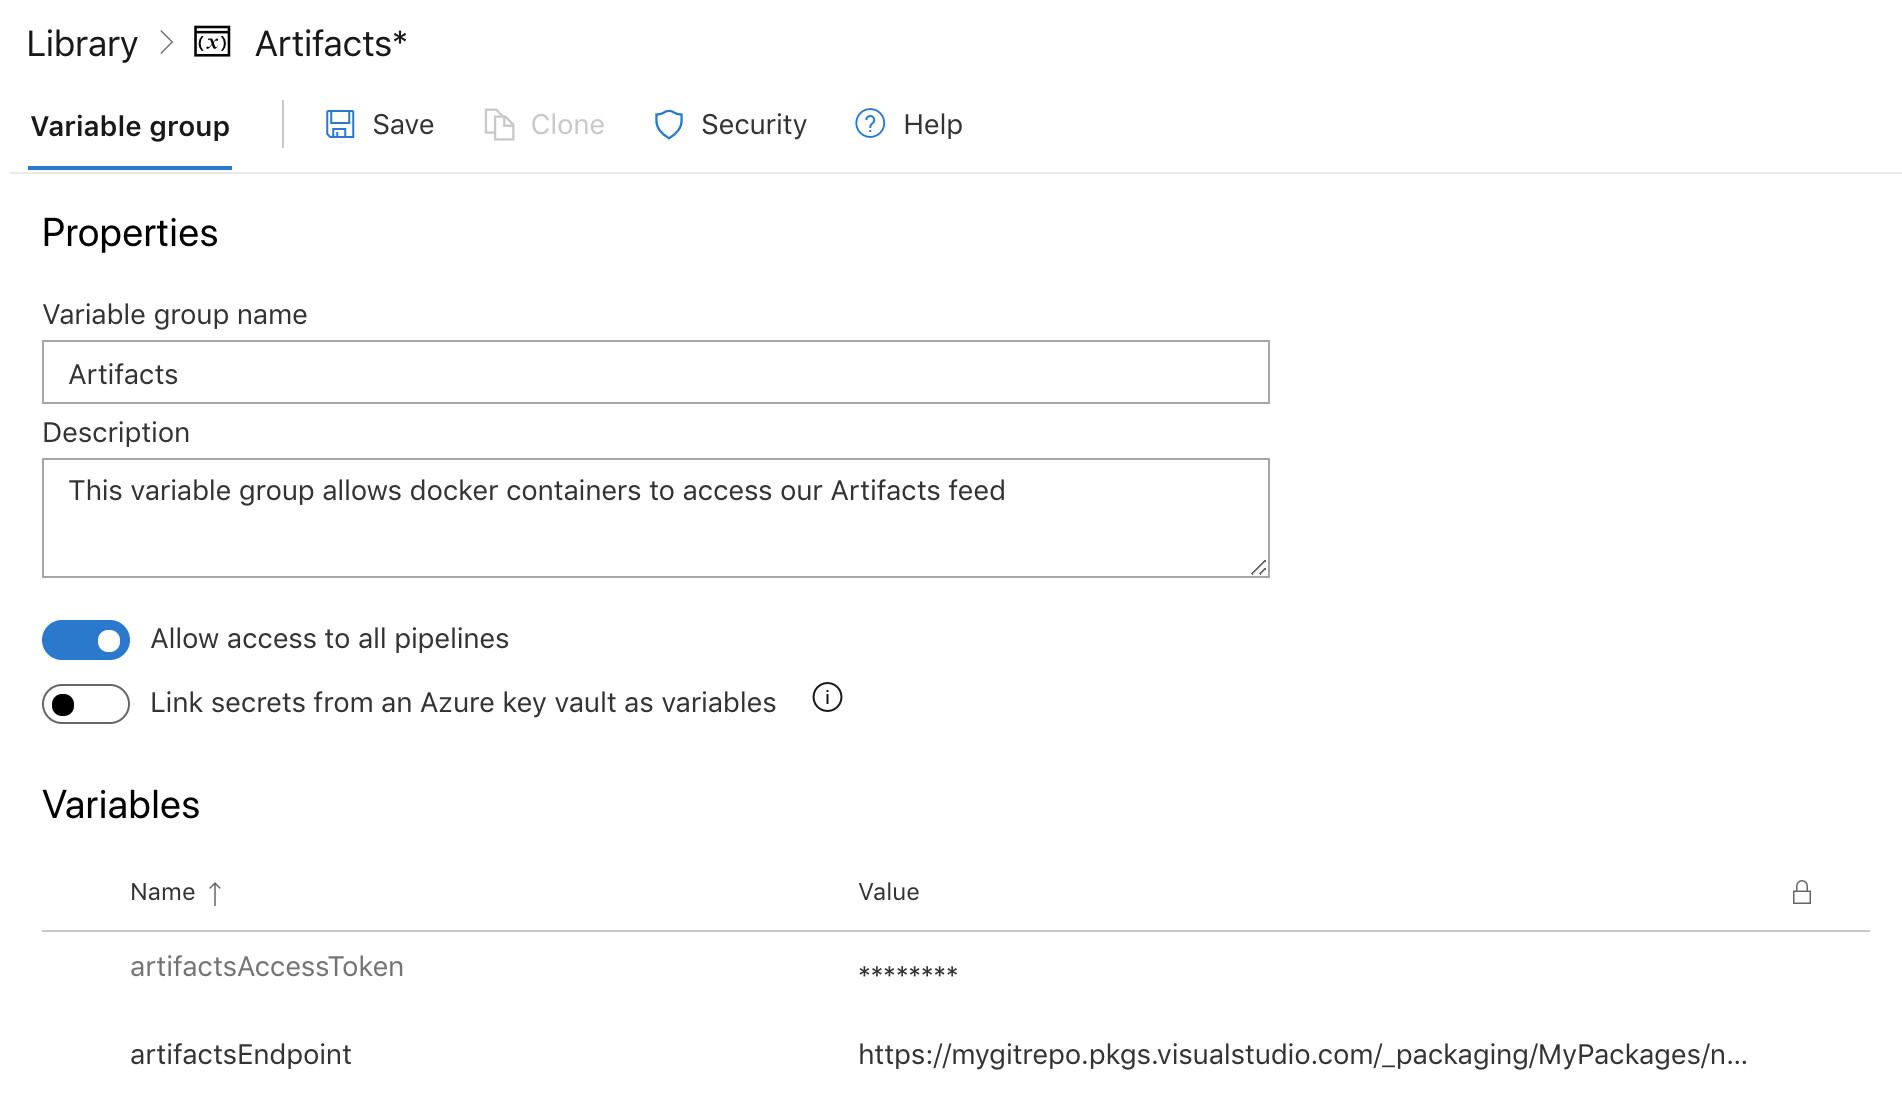 Library > (x) Artifacts*
Variable group Save Clone Security ? Help
Properties
Variable group name
Artifacts
Description
This variable group allows docker containers to access our Artifacts feed
Allow access to all pipelines
Link secrets from an Azure key vault as variables i
Variables
Name ↑ Value
artifactsAccessToken ********
artifactsEndpoint https://mygitrepo.pkgs.visualstudio.com/_packaging/MyPackages/n...